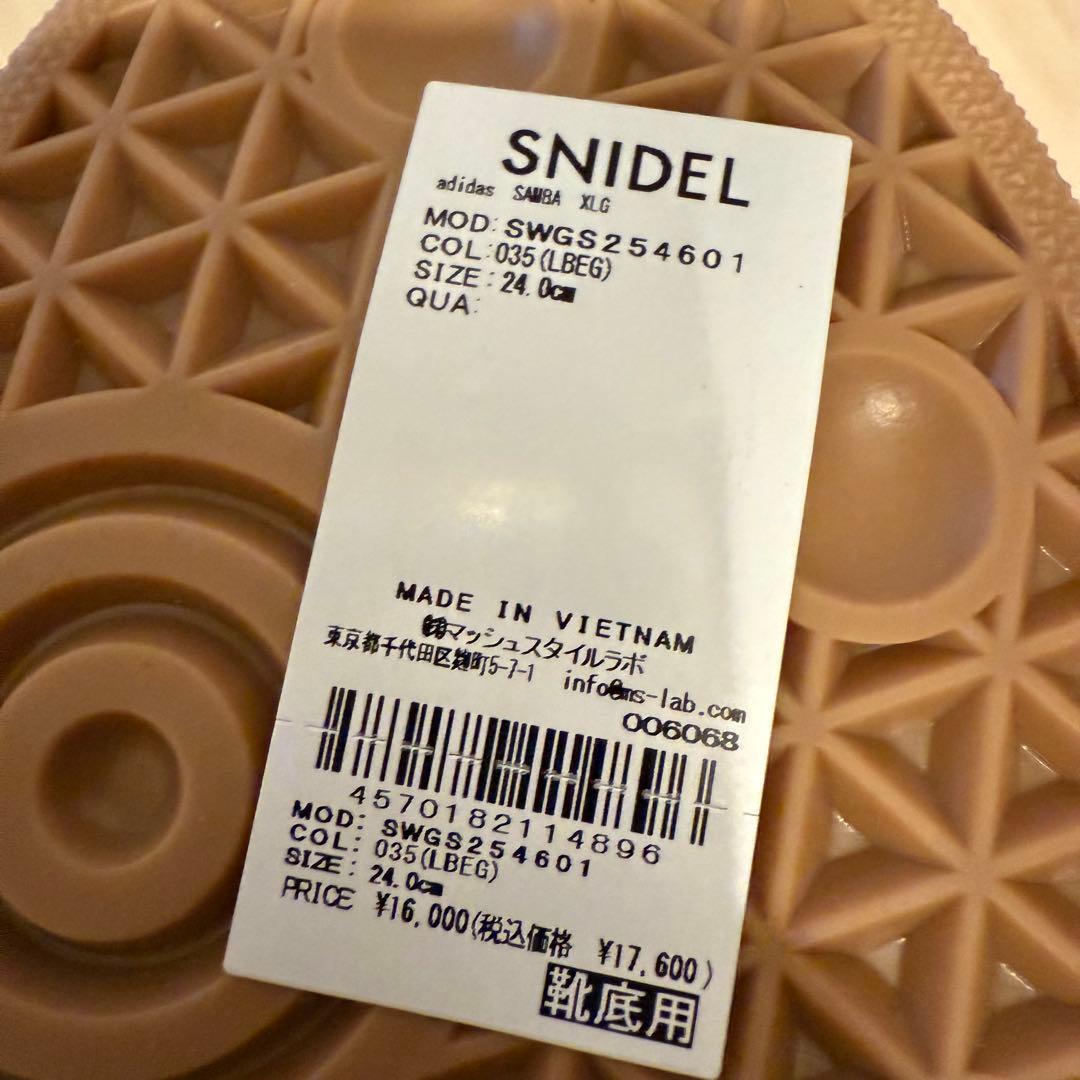 SNIDEL
adidas SAMBA XLG
MOD: SWGS254601
COL: 035(LBEG)
SIZE: 24.0cm
QUA:
MADE IN VIETNAM
㈱マッシュスタイルラボ
東京都千代田区麹町5-7-1 info@ms-lab.com
006068
4570182114896
MOD: SWGS254601
COL: 035(LBEG)
SIZE: 24.0cm
PRICE ¥16,000(税込価格 ¥17,600)
靴底用